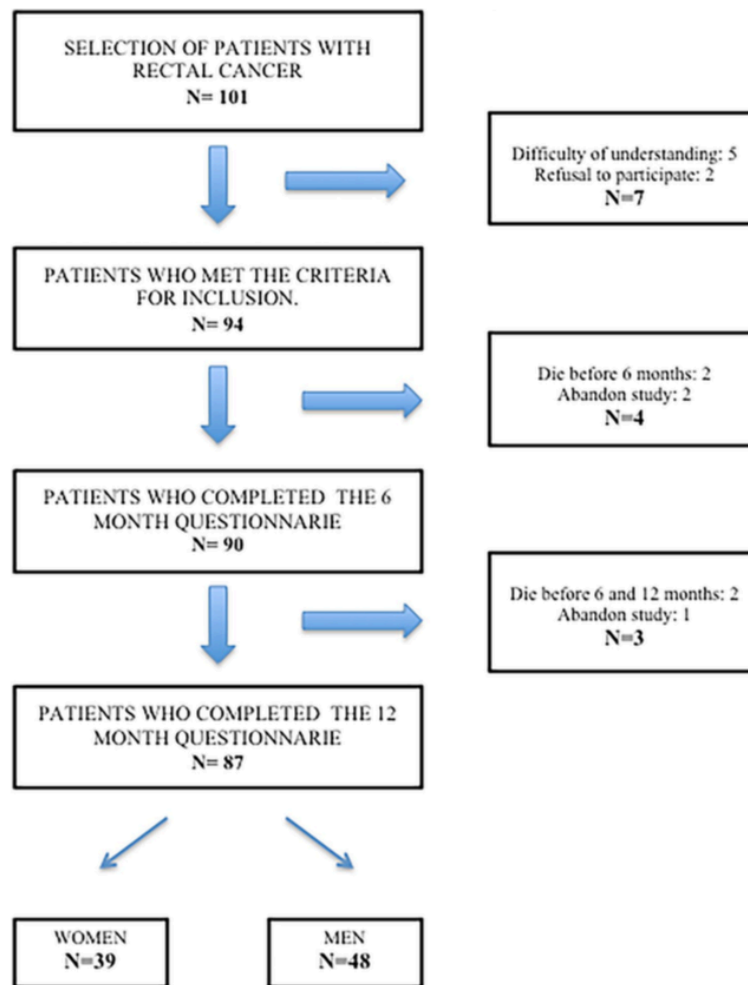 SELECTION OF PATIENTS WITH
RECTAL CANCER
N= 101
Difficulty of understanding: 5
Refusal to participate: 2
N=7
PATIENTS WHO MET THE CRITERIA
FOR INCLUSION.
N= 94
Die before 6 months: 2
Abandon study: 2
N=4
PATIENTS WHO COMPLETED THE 6
MONTH QUESTIONNARIE
N= 90
Die before 6 and 12 months: 2
Abandon study: 1
N=3
PATIENTS WHO COMPLETED THE 12
MONTH QUESTIONNARIE
N= 87
WOMEN
N=39
MEN
N=48